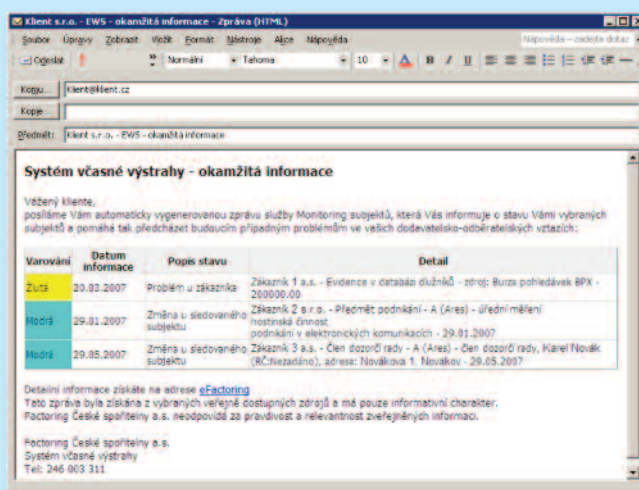 Klient s.r.o. - EWS - okamžitá informace - Zpráva (HTML)
Soubor Úpravy Zobrazit Vložit Formát Nástroje Akce Nápověda Nápověda – zadejte dotaz
Odeslat Normální Tahoma 10 A B I U
Komu... Klient@klient.cz
Kopie...
Předmět: Klient s.r.o. - EWS - okamžitá informace
Systém včasné výstrahy - okamžitá informace
Vážený kliente,
posíláme Vám automaticky vygenerovanou zprávu služby Monitoring subjektů, která Vás informuje o stavu Vámi vybraných
subjektů a pomáhá tak předcházet budoucím případným problémům ve vašich dodavatelsko-odběratelských vztazích:
Varování Datum informace Popis stavu Detail
Žlutá 20.03.2007 Problém u zákazníka Zákazník 1 a.s. - Evidence v databázi dlužníků - zdroj: Burza pohledávek BPX -
200000.00
Modrá 29.01.2007 Změna u sledovaného subjektu Zákazník 2 s.r.o. - Předmět podnikání - A (Ares) - úřední měření
hostinská činnost
podnikání v elektronických komunikacích - 29.01.2007
Modrá 29.05.2007 Změna u sledovaného subjektu Zákazník 3 a.s. - Člen dozorčí rady - A (Ares) - člen dozorčí rady, Karel Novák
(RČ:Nezadáno), adresa: Novákova 1, Novákov - 29.05.2007
Detailní informace získáte na adrese eFactoring
Tato zpráva byla získána z vybraných veřejně dostupných zdrojů a má pouze informativní charakter.
Factoring České spořitelny a.s. neodpovídá za pravdivost a relevantnost zveřejněných informací.
Factoring České spořitelny a.s.
Systém včasné výstrahy
Tel: 246 003 311